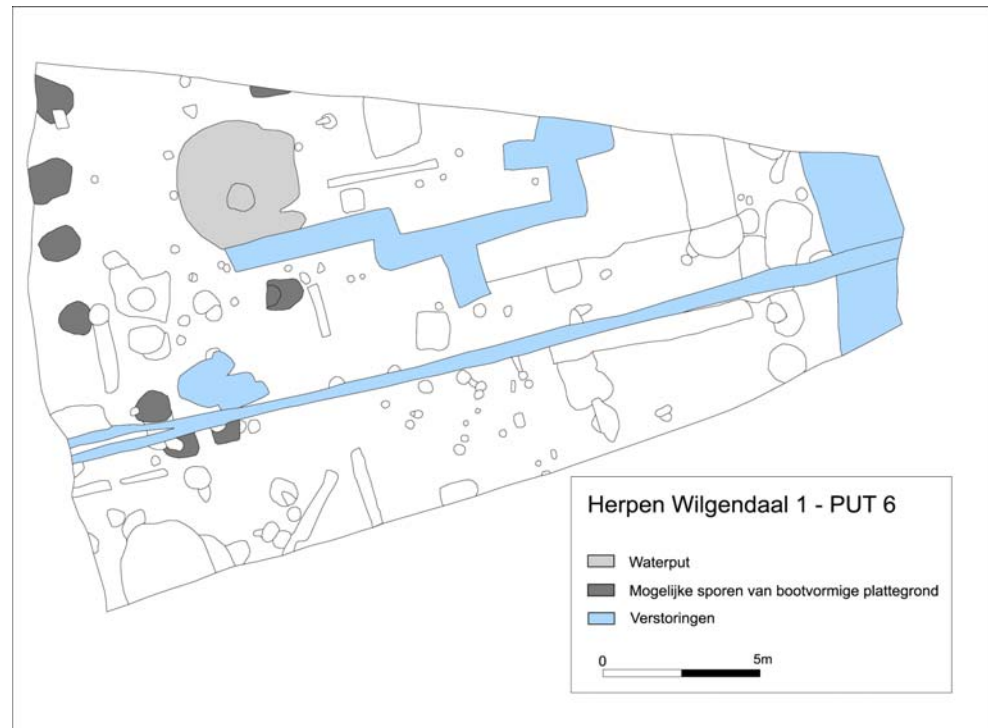 Herpen Wilgendaal 1 - PUT 6
Waterput
Mogelijke sporen van bootvormige plattegrond
Verstoringen
0 5m